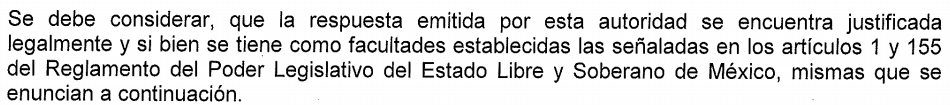 Se debe considerar, que la respuesta emitida por esta autoridad se encuentra justificada
legalmente y si bien se tiene como facultades establecidas las señaladas en los artículos 1 y 155
del Reglamento del Poder Legislativo del Estado Libre y Soberano de México, mismas que se
enuncian a continuación.